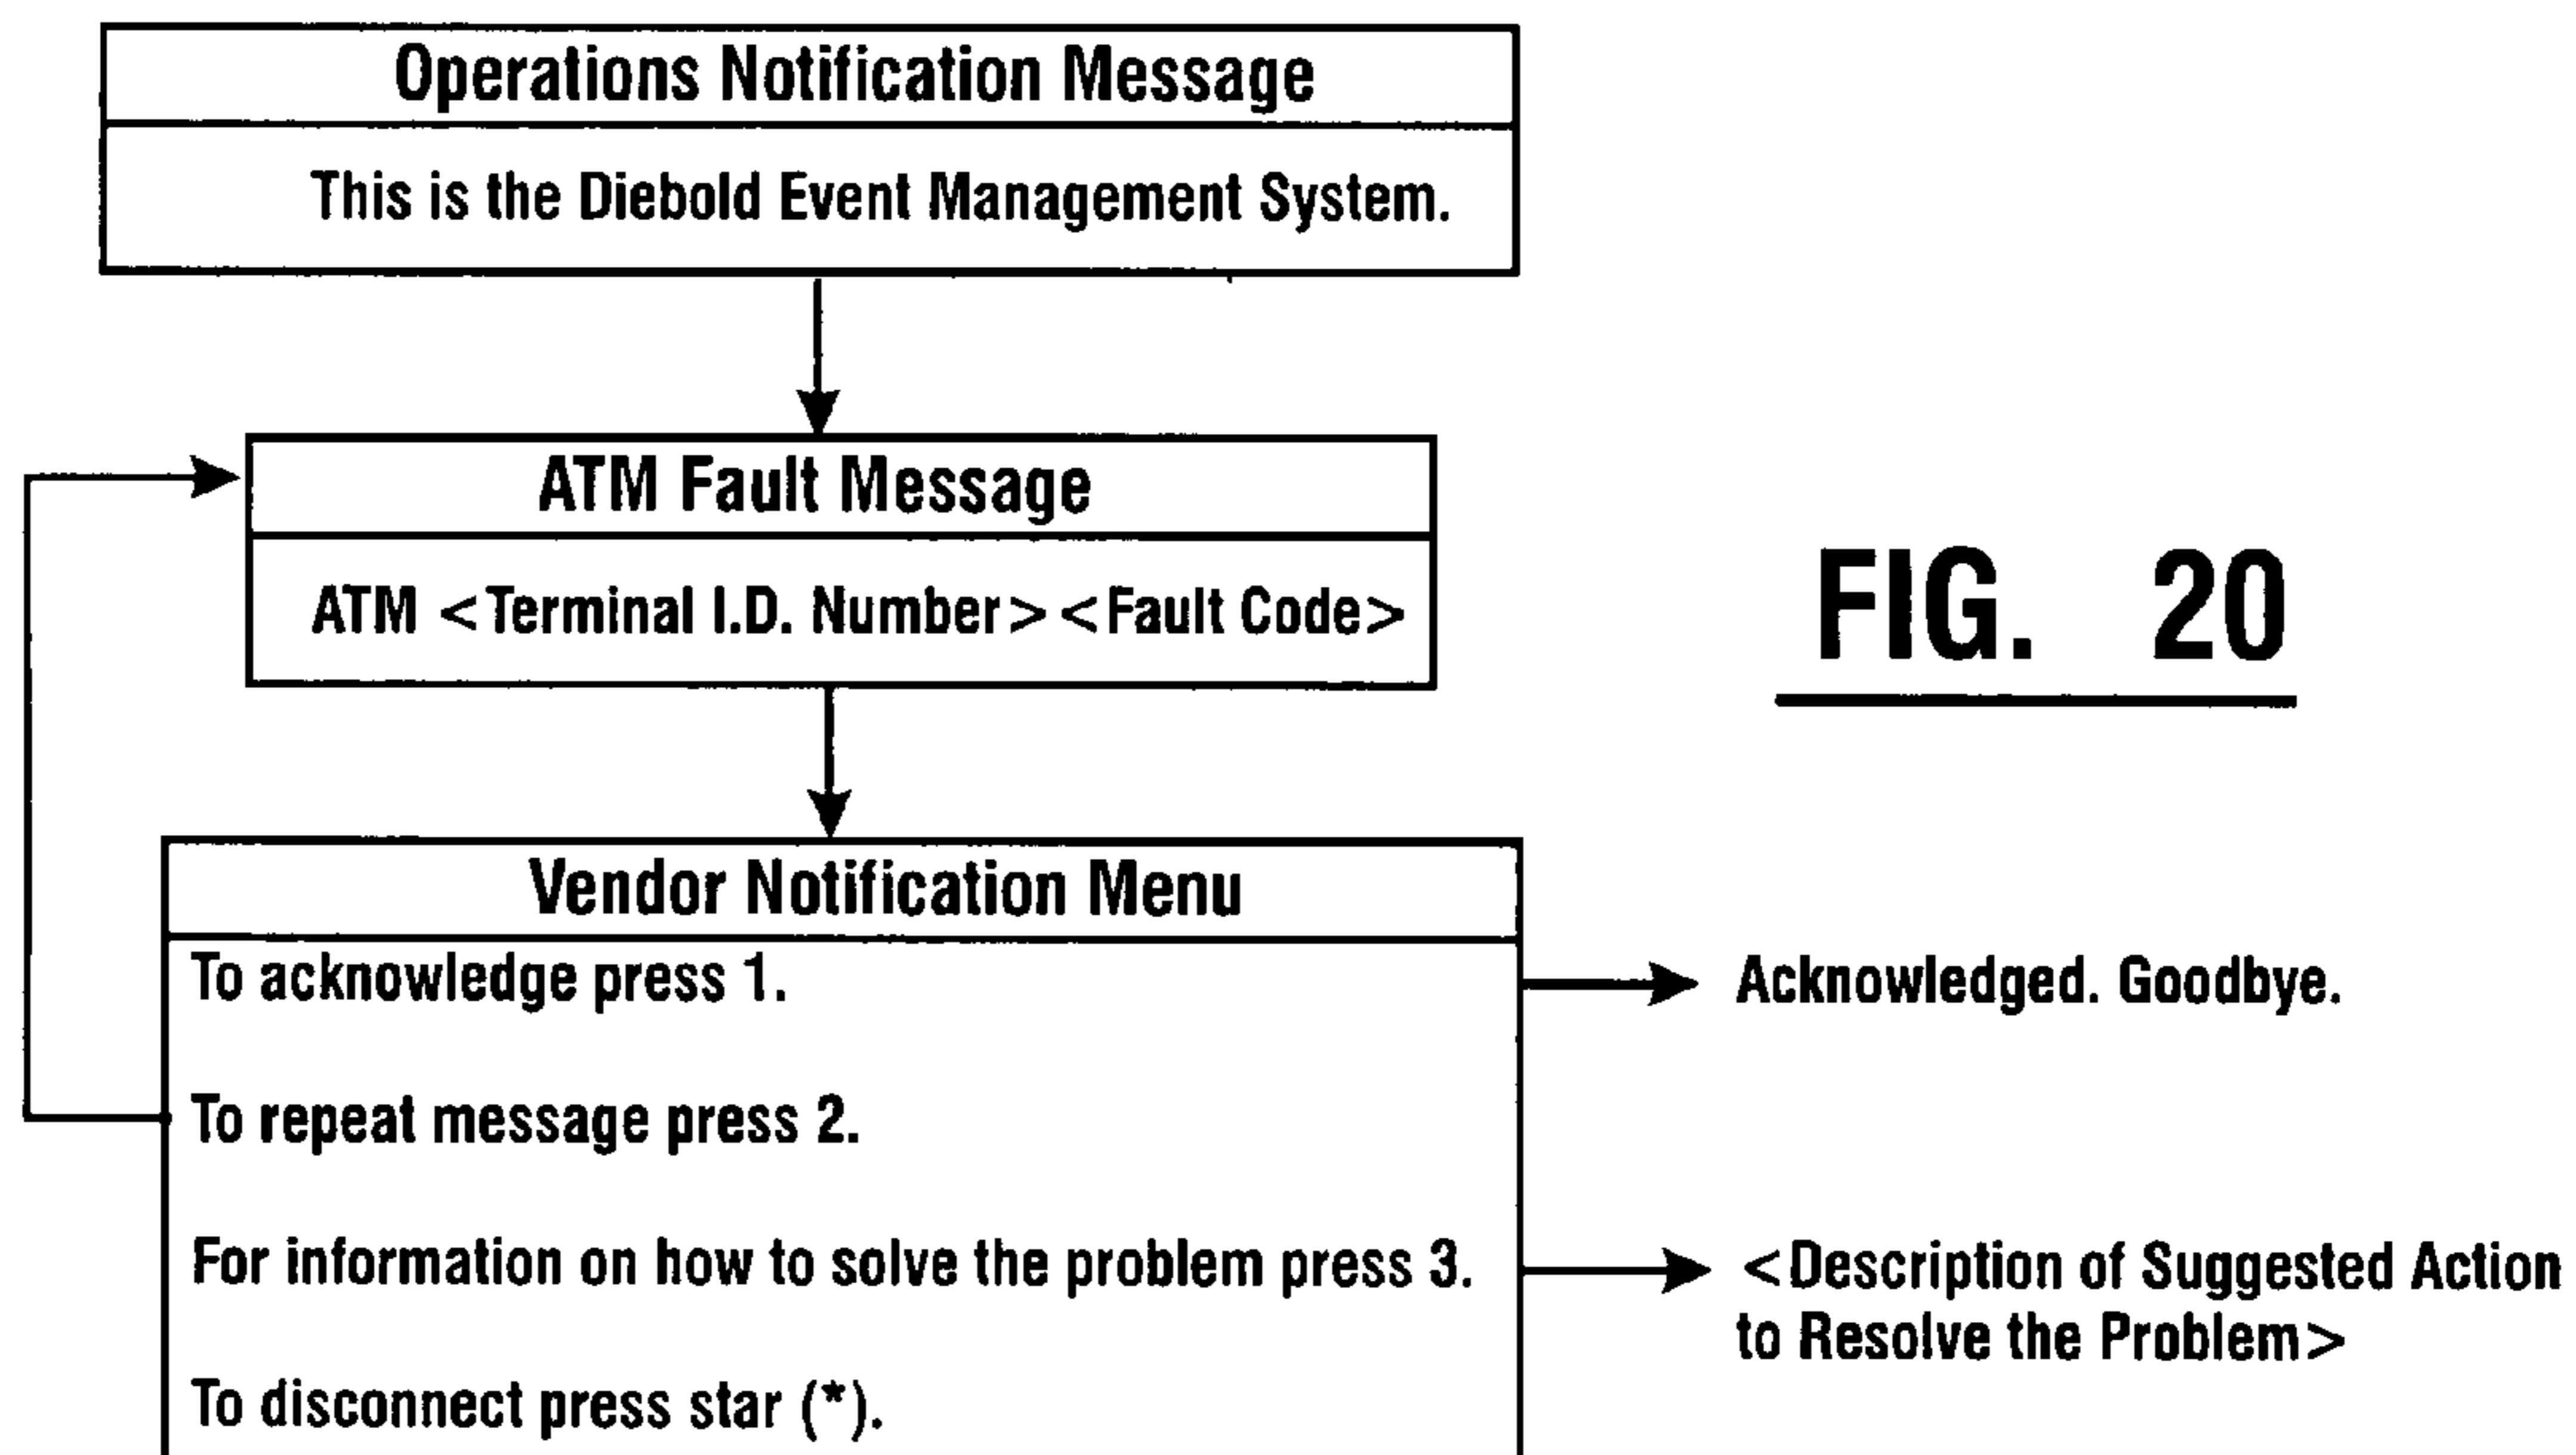 Operations Notification Message
This is the Diebold Event Management System.
ATM Fault Message
ATM <Terminal I.D. Number> <Fault Code>
FIG. 20
Vendor Notification Menu
To acknowledge press 1.
Acknowledged. Goodbye.
To repeat message press 2.
For information on how to solve the problem press 3.
<Description of Suggested Action
to Resolve the Problem>
To disconnect press star (*).